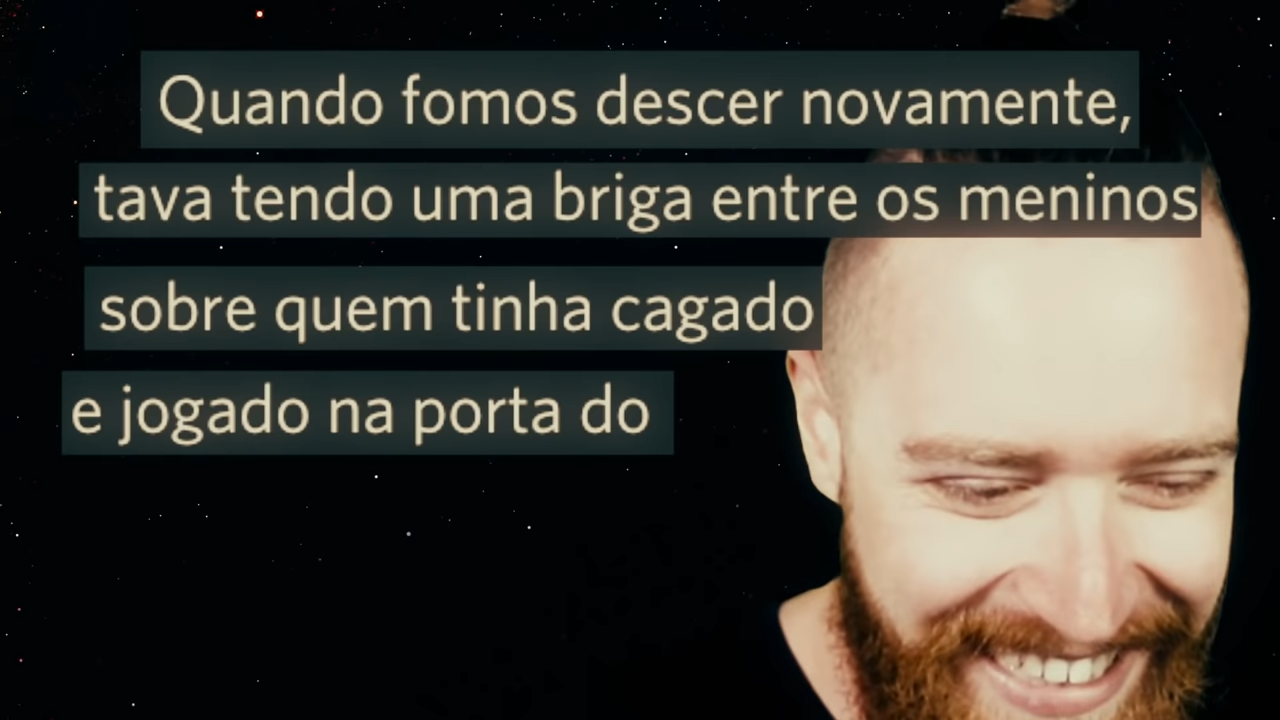 Quando fomos descer novamente,
tava tendo uma briga entre os meninos
sobre quem tinha cagado
e jogado na porta do